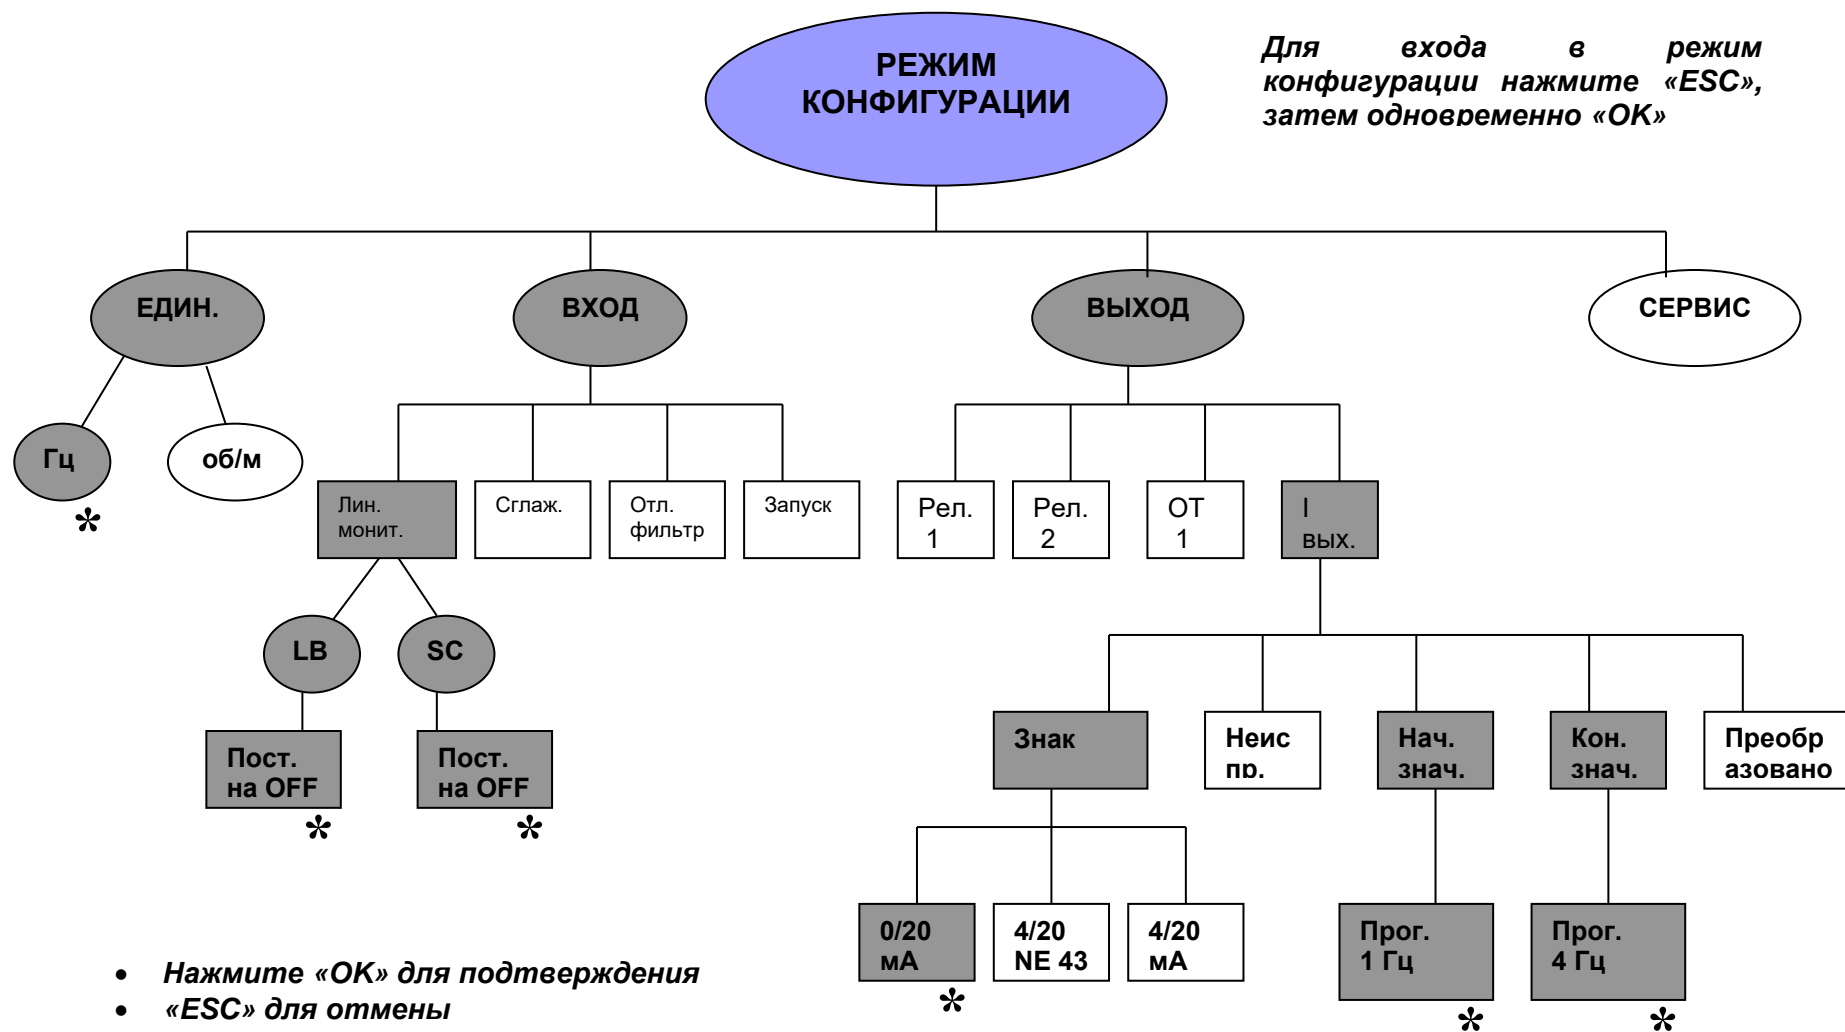 РЕЖИМ
КОНФИГУРАЦИИ
Для входа в режим
конфигурации нажмите «ESC»,
затем одновременно «OK»
ЕДИН.
ВХОД
ВЫХОД
СЕРВИС
Гц
*
об/м
Лин.
монит.
Сглаж.
Отл.
фильтр
Запуск
Рел.
1
Рел.
2
ОТ
1
I
вых.
LB
SC
Пост.
на OFF
*
Пост.
на OFF
*
Знак
Неис
пр.
Нач.
знач.
Кон.
знач.
Преобр
азовано
0/20
мА
*
4/20
NE 43
4/20
мА
Прог.
1 Гц
*
Прог.
4 Гц
*
• Нажмите «OK» для подтверждения
• «ESC» для отмены